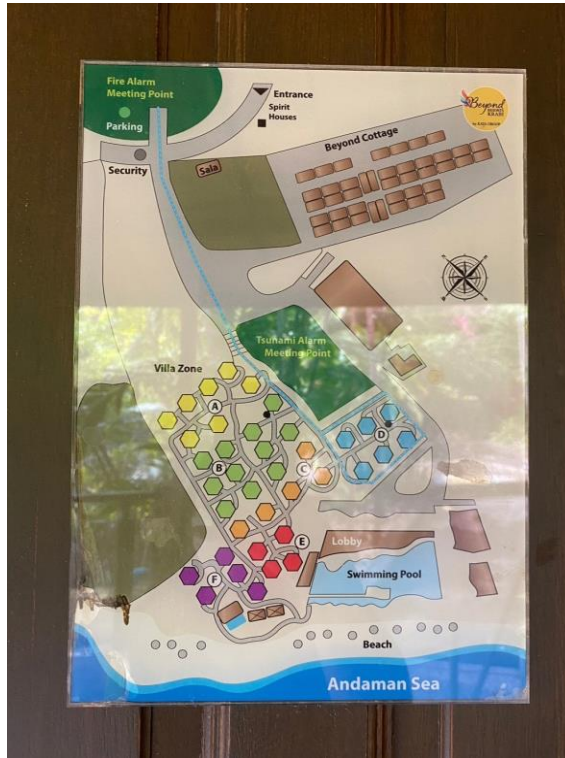 Fire Alarm
Meeting Point
Parking
Security
Entrance
Spirit
Houses
Beyond
Beyond Cottage
Sala
Tsunami Alarm
Meeting Point
Villa Zone
A
B
C
D
E
F
Lobby
Swimming Pool
Beach
Andaman Sea